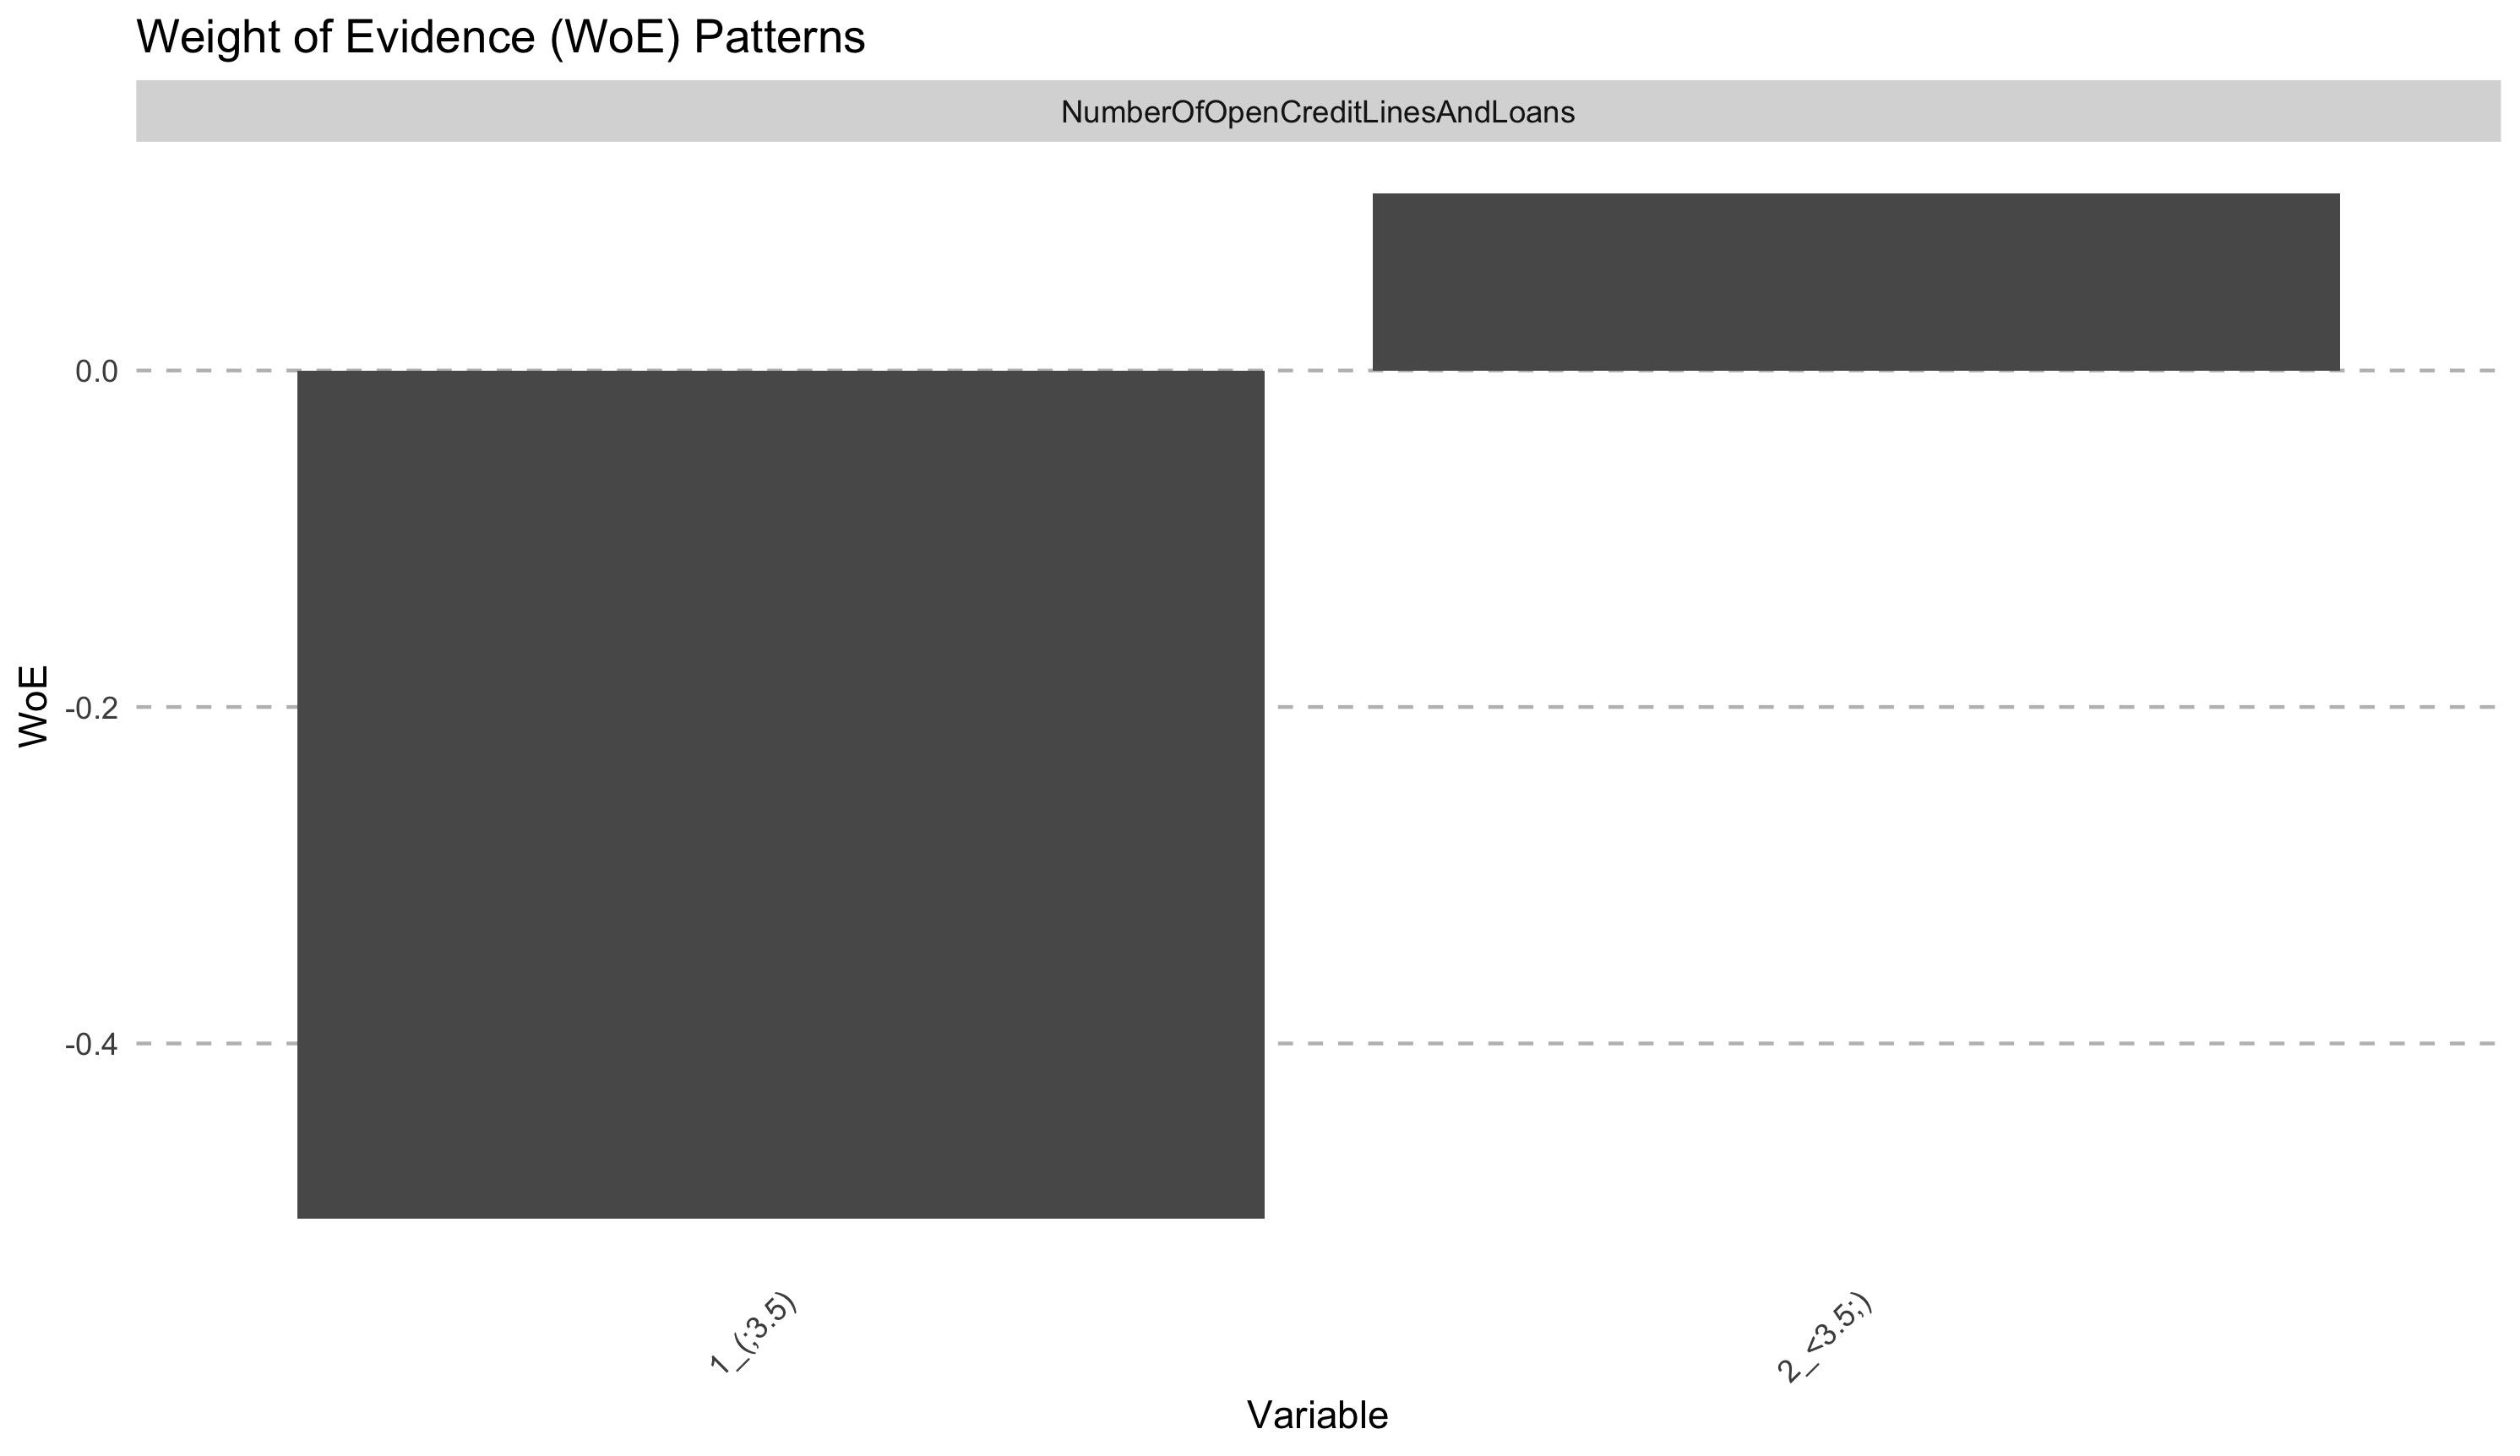 Weight of Evidence (WoE) Patterns
NumberOfOpenCreditLinesAndLoans
0.0
-0.2
-0.4
WoE
1_(;3.5)
2_<3.5;)
Variable